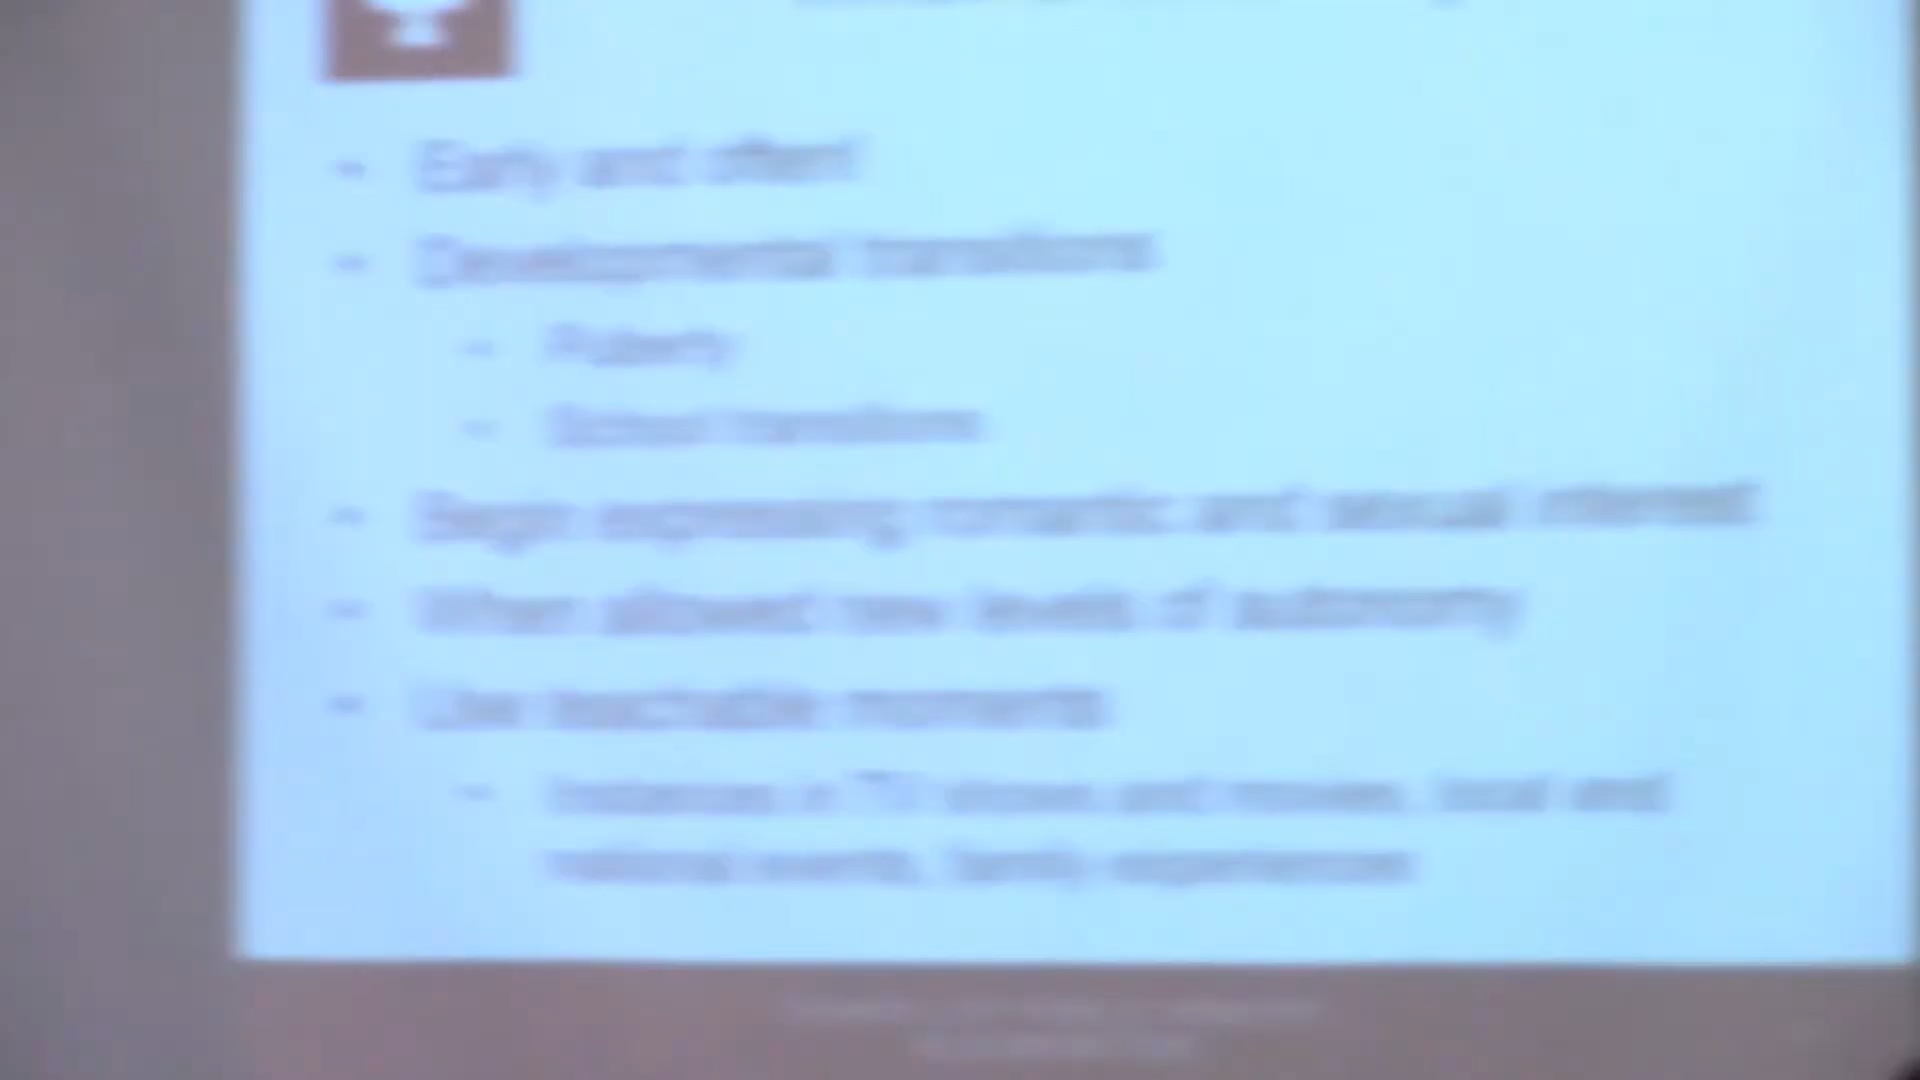 - Early and often!
- Developmental transitions
- Puberty
- School transitions
- Begin expressing romantic and sexual interest
- When allowed new levels of autonomy
- Use teachable moments
- Instances in TV shows and movies, local and
national events, family experiences